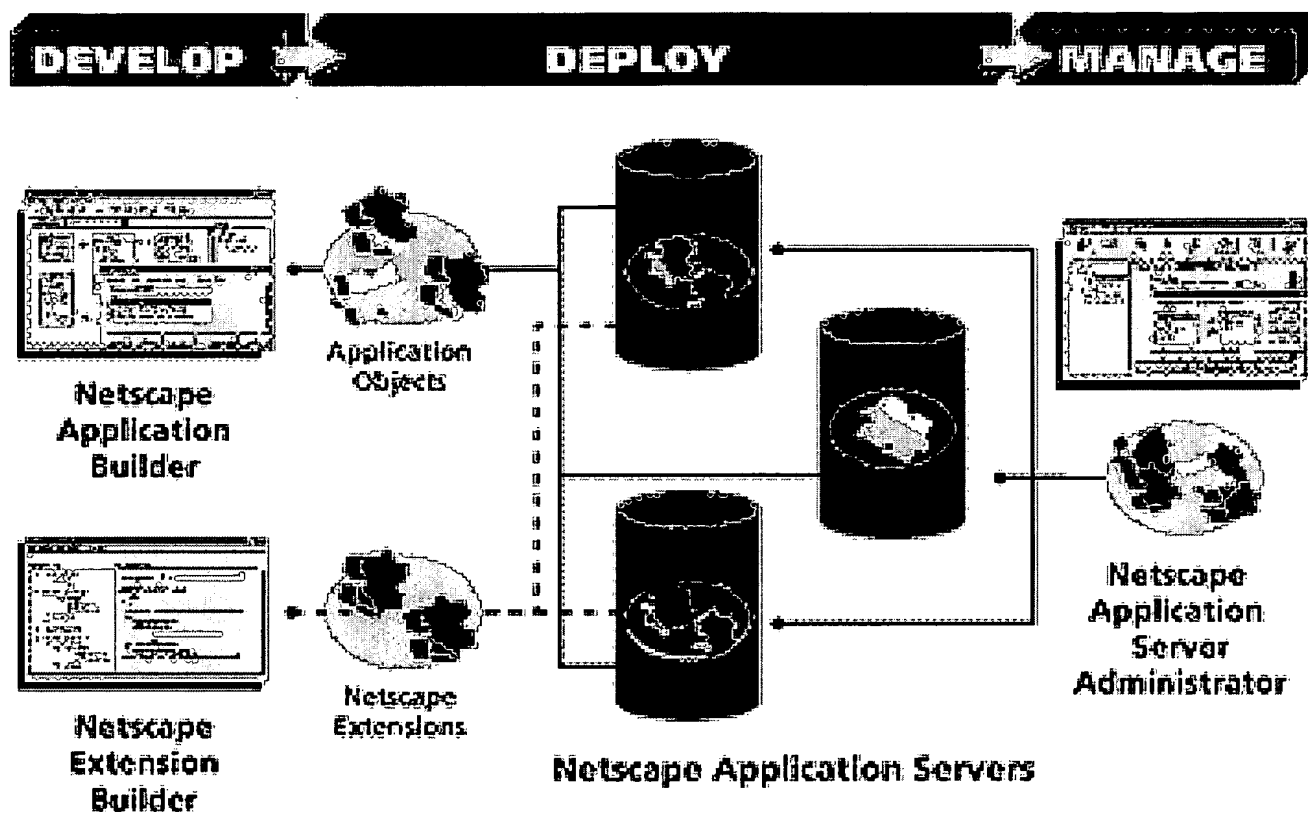 DEVELOP
DEPLOY
MANAGE
Application
Objects
Netscape
Application
Builder
Netscape
Extensions
Netscape
Extension
Builder
Netscape Application Servers
Netscape
Application
Server
Administrator